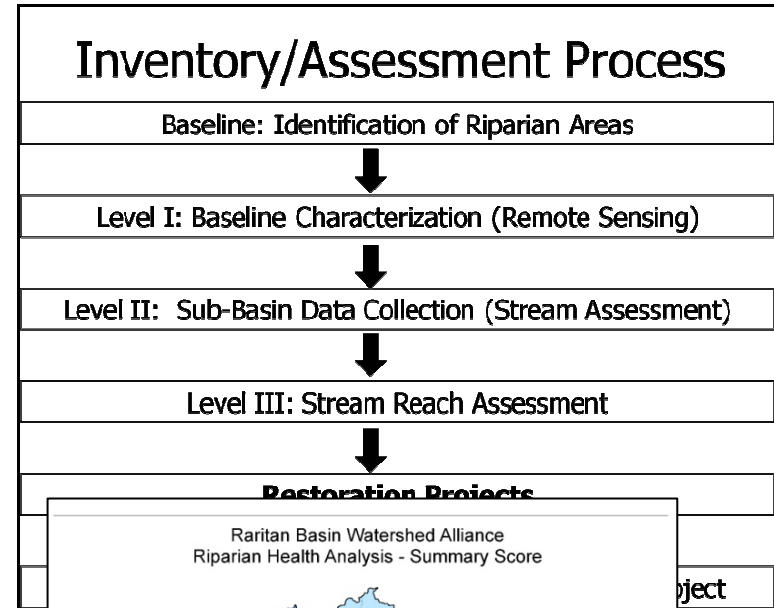 Inventory/Assessment Process
Baseline: Identification of Riparian Areas
Level I: Baseline Characterization (Remote Sensing)
Level II: Sub-Basin Data Collection (Stream Assessment)
Level III: Stream Reach Assessment
Restoration Projects
Raritan Basin Watershed Alliance
Riparian Health Analysis - Summary Score